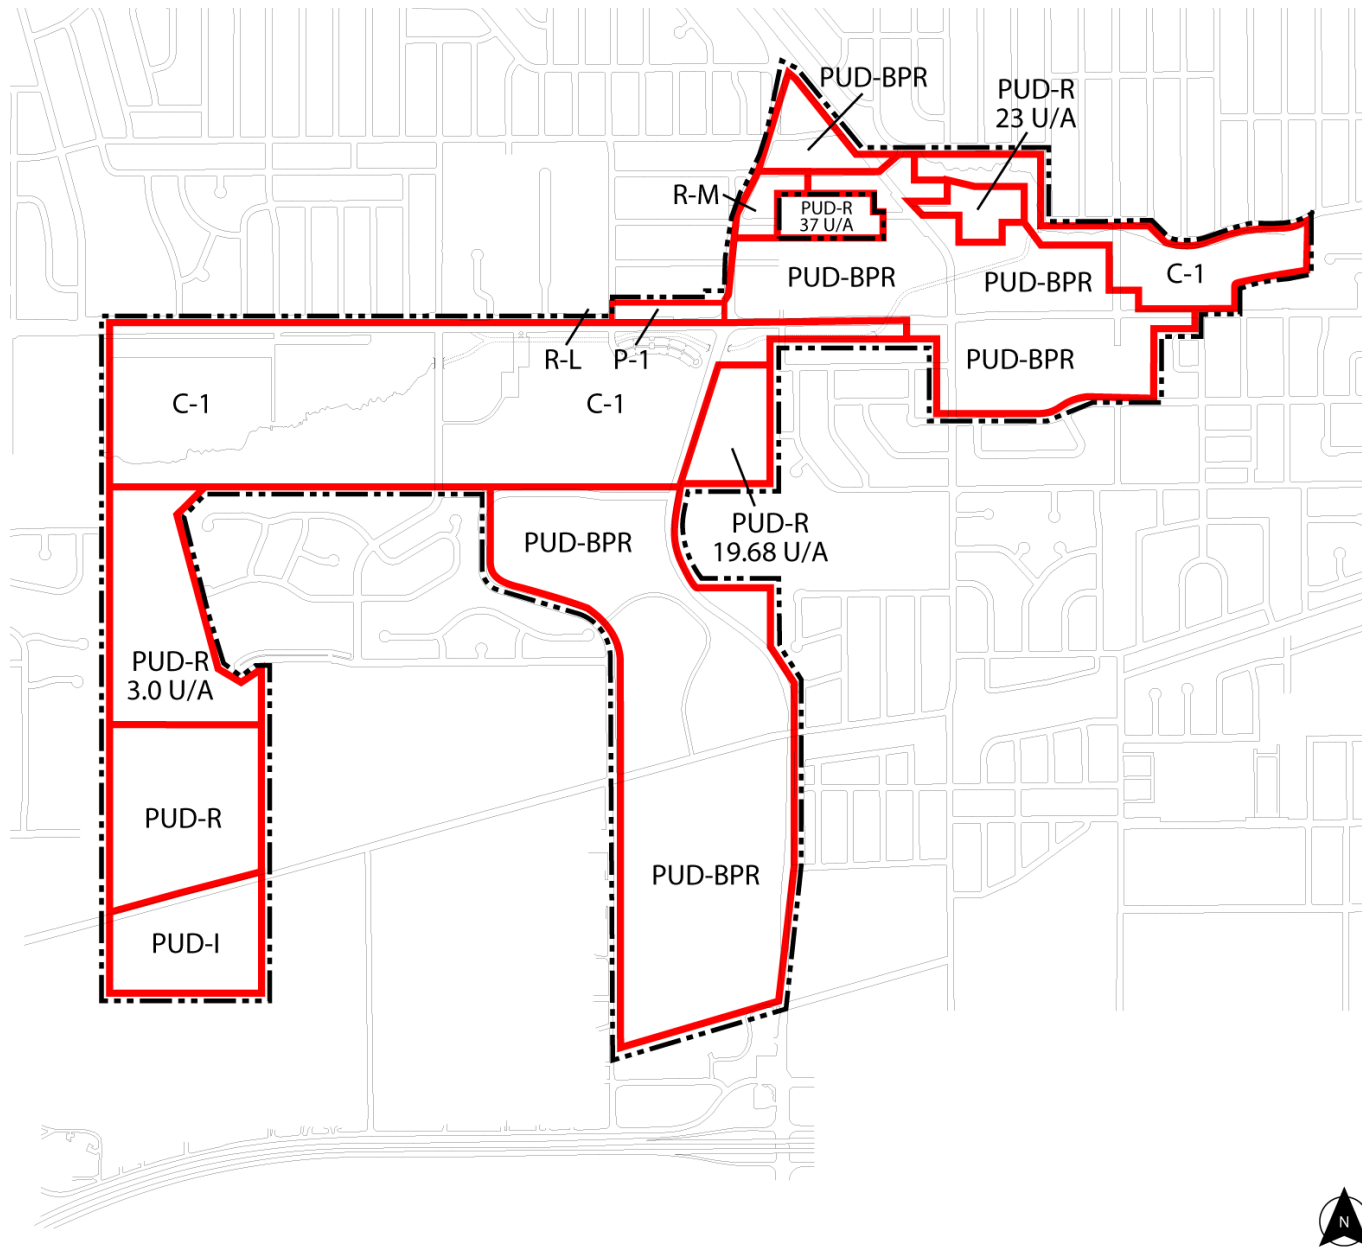 PUD-BPR
PUD-R
23 U/A
R-M
PUD-R
37 U/A
PUD-BPR
PUD-BPR
C-1
R-L
P-1
PUD-BPR
C-1
C-1
PUD-R
19.68 U/A
PUD-BPR
PUD-R
3.0 U/A
PUD-R
PUD-BPR
PUD-I
N